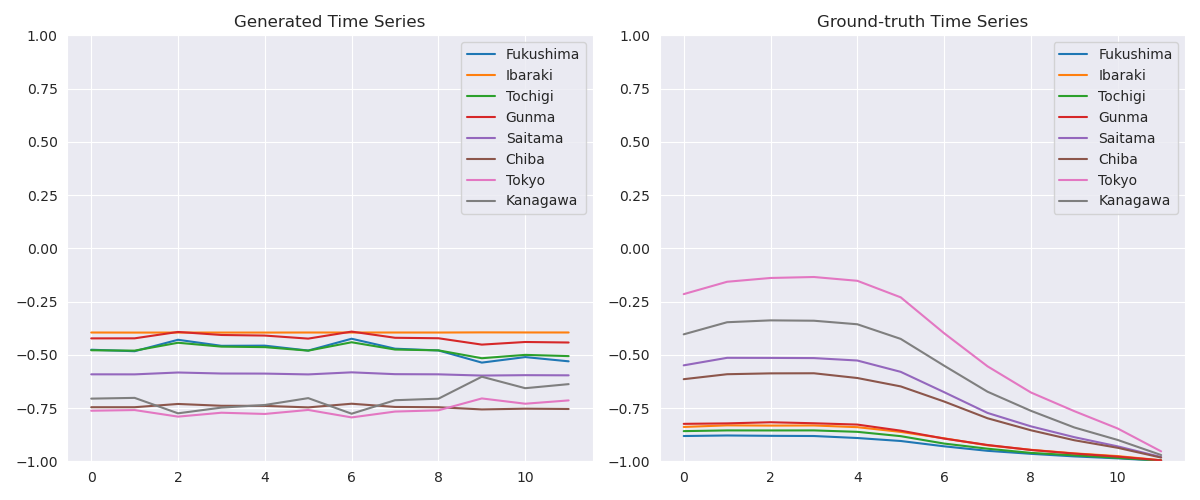 Generated Time Series
1.00
0.75
0.50
0.25
0.00
−0.25
−0.50
−0.75
−1.00
0 2 4 6 8 10
Fukushima
Ibaraki
Tochigi
Gunma
Saitama
Chiba
Tokyo
Kanagawa
Ground-truth Time Series
1.00
0.75
0.50
0.25
0.00
−0.25
−0.50
−0.75
−1.00
0 2 4 6 8 10
Fukushima
Ibaraki
Tochigi
Gunma
Saitama
Chiba
Tokyo
Kanagawa